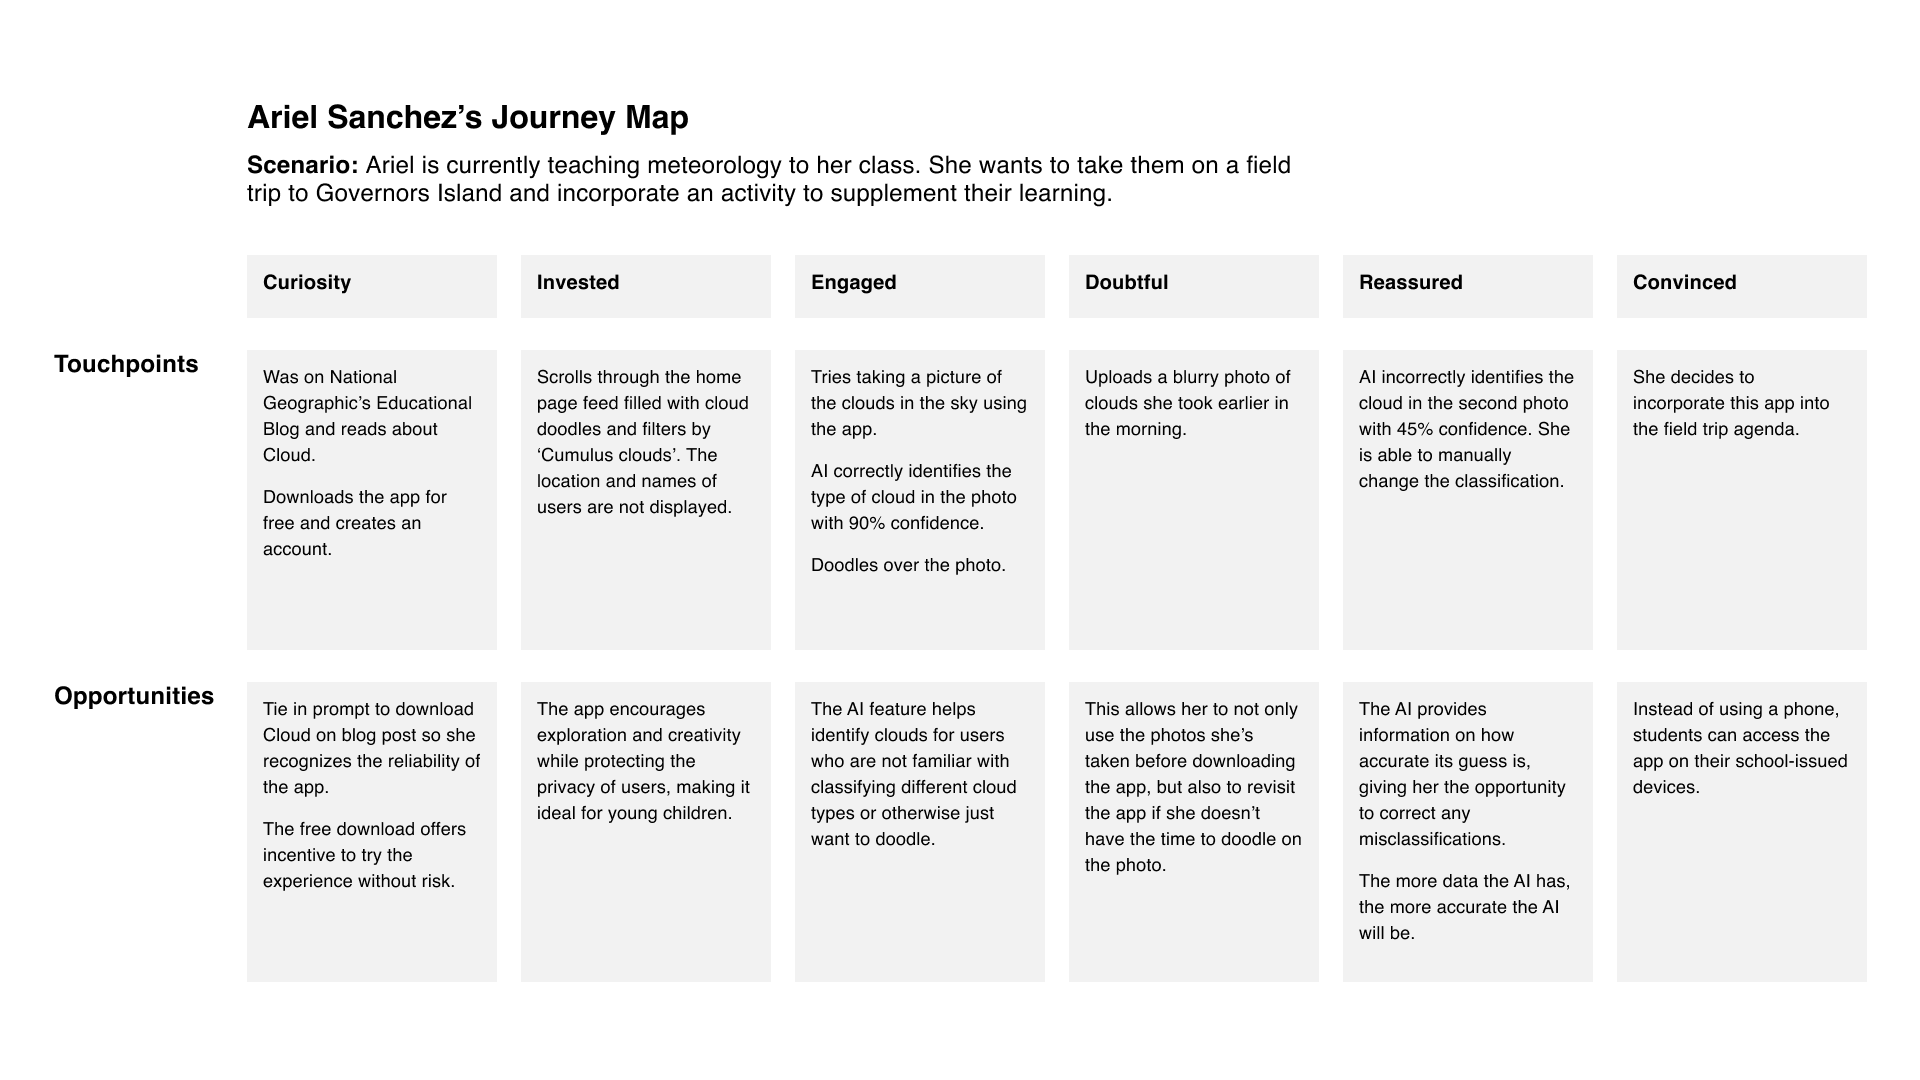 Ariel Sanchez’s Journey Map
Scenario: Ariel is currently teaching meteorology to her class. She wants to take them on a field
trip to Governors Island and incorporate an activity to supplement their learning.
Curiosity
Invested
Engaged
Doubtful
Reassured
Convinced
Touchpoints
Was on National
Geographic’s Educational
Blog and reads about
Cloud.
Downloads the app for
free and creates an
account.
Scrolls through the home
page feed filled with cloud
doodles and filters by
‘Cumulus clouds’. The
location and names of
users are not displayed.
Tries taking a picture of
the clouds in the sky using
the app.
AI correctly identifies the
type of cloud in the photo
with 90% confidence.
Doodles over the photo.
Uploads a blurry photo of
clouds she took earlier in
the morning.
AI incorrectly identifies the
cloud in the second photo
with 45% confidence. She
is able to manually
change the classification.
She decides to
incorporate this app into
the field trip agenda.
Opportunities
Tie in prompt to download
Cloud on blog post so she
recognizes the reliability of
the app.
The free download offers
incentive to try the
experience without risk.
The app encourages
exploration and creativity
while protecting the
privacy of users, making it
ideal for young children.
The AI feature helps
identify clouds for users
who are not familiar with
classifying different cloud
types or otherwise just
want to doodle.
This allows her to not only
use the photos she’s
taken before downloading
the app, but also to revisit
the app if she doesn’t
have the time to doodle on
the photo.
The AI provides
information on how
accurate its guess is,
giving her the opportunity
to correct any
misclassifications.
The more data the AI has,
the more accurate the AI
will be.
Instead of using a phone,
students can access the
app on their school-issued
devices.